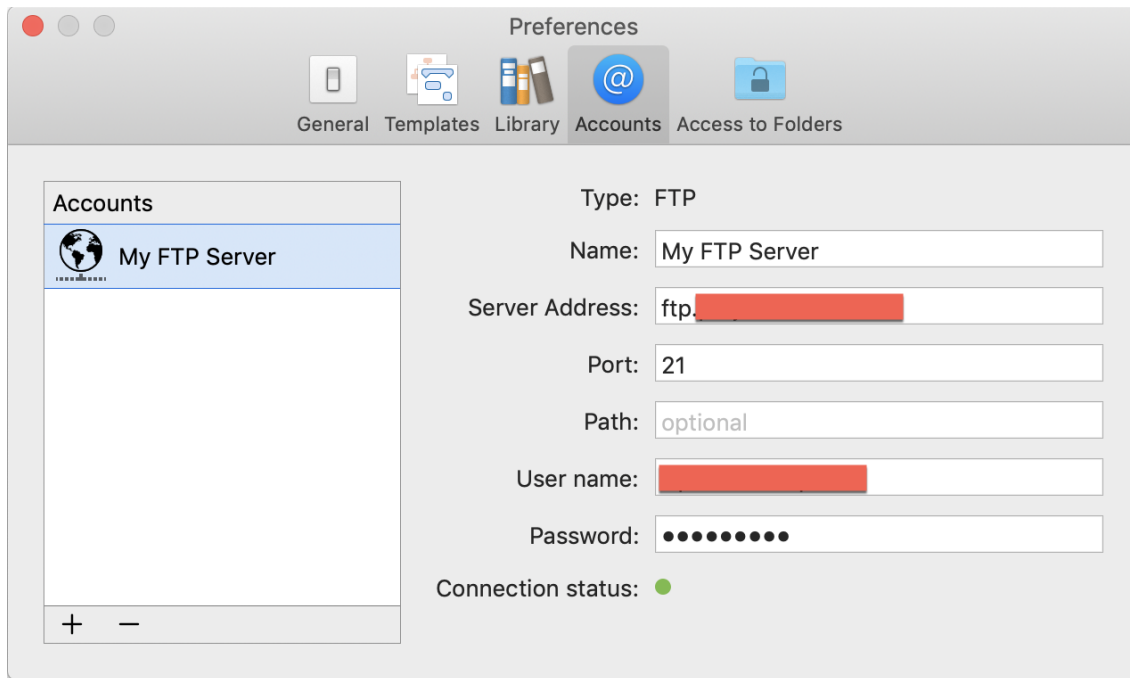 Preferences
General Templates Library Accounts Access to Folders
Accounts
My FTP Server
Type: FTP
Name: My FTP Server
Server Address: ftp.
Port: 21
Path: optional
User name:
Password: •••••••••
Connection status: